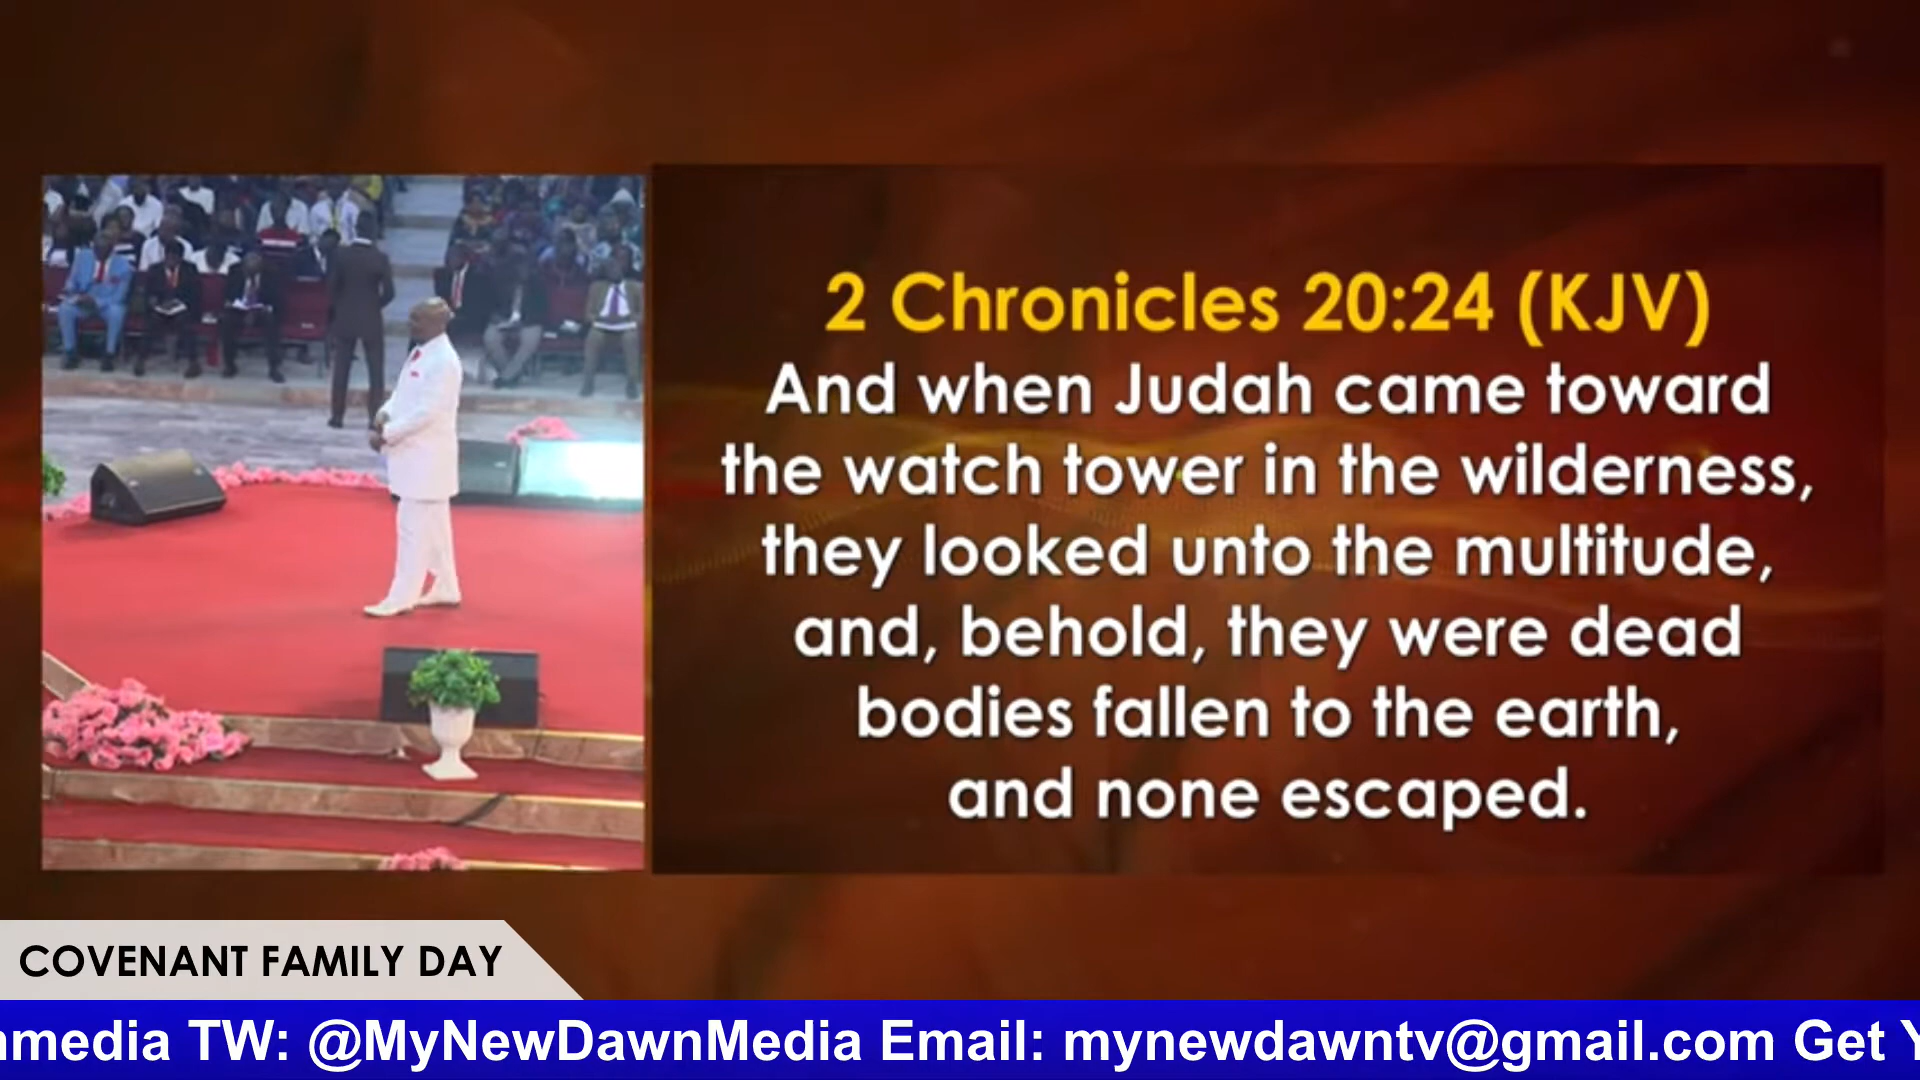 2 Chronicles 20:24 (KJV)
And when Judah came toward
the watch tower in the wilderness,
they looked unto the multitude,
and, behold, they were dead
bodies fallen to the earth,
and none escaped.
COVENANT FAMILY DAY
media TW: @MyNewDawnMedia Email: mynewdawntv@gmail.com Get